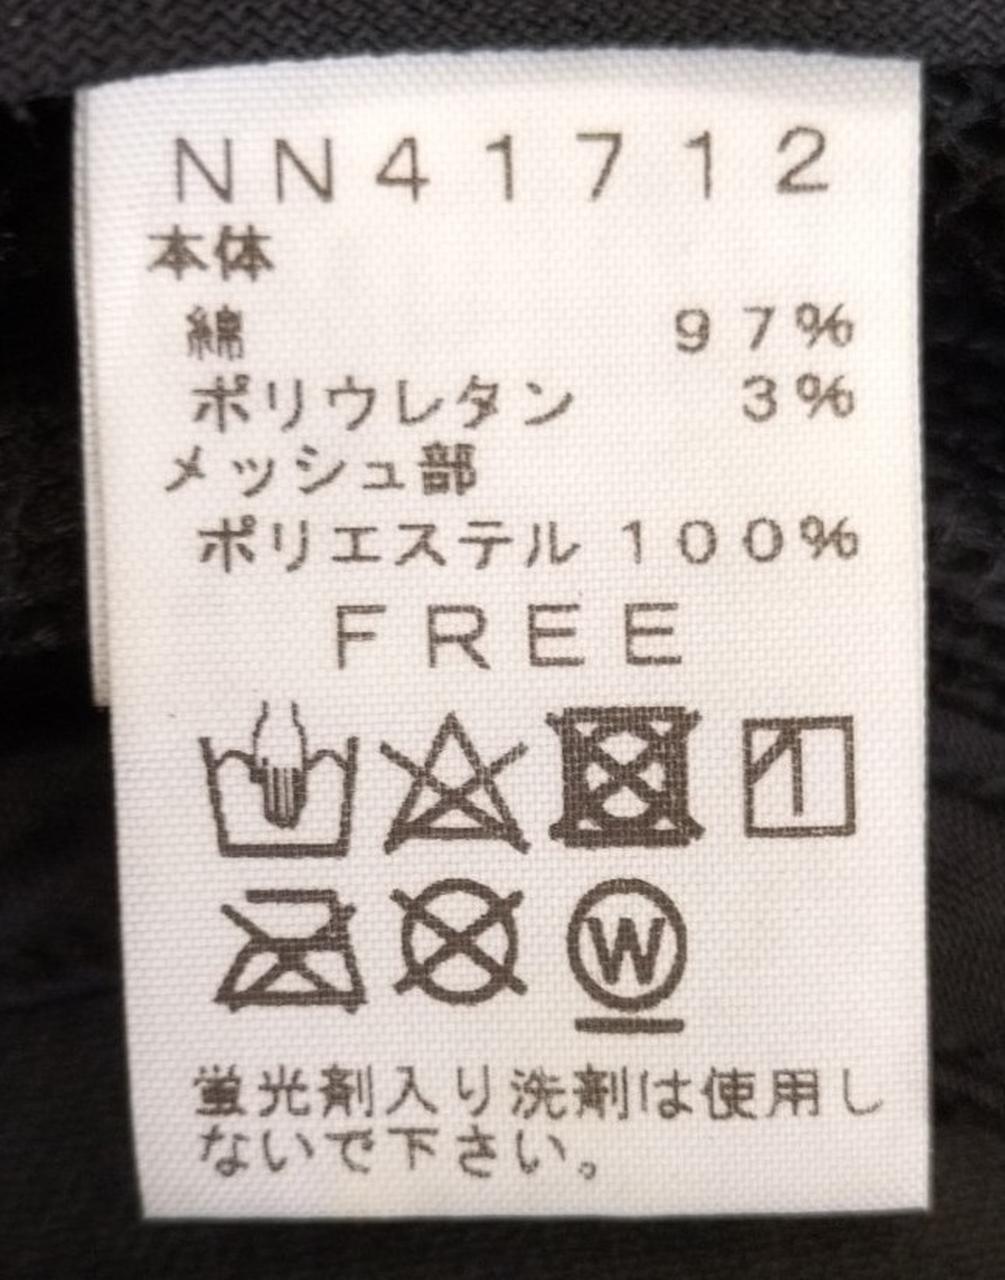 NN41712
本体
綿 97%
ポリウレタン 3%
メッシュ部
ポリエステル 100%
FREE
W
蛍光剤入り洗剤は使用し
ないで下さい。